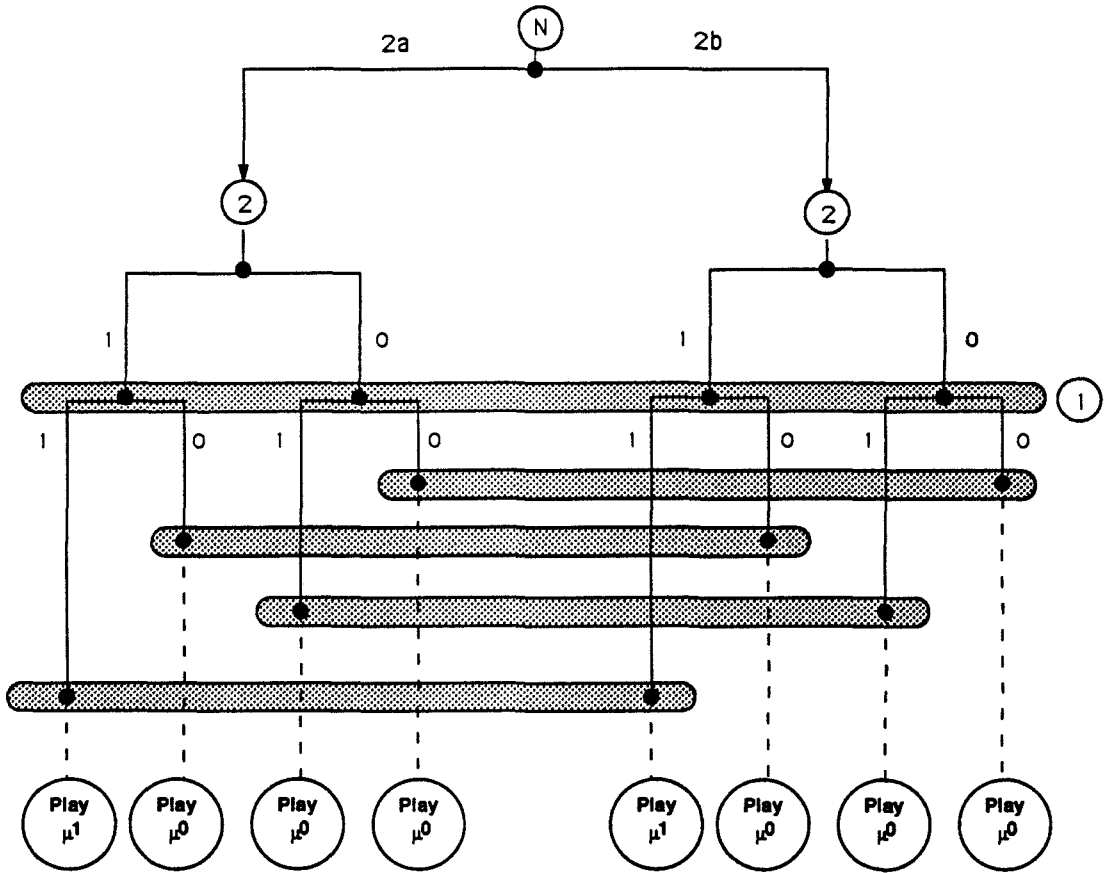 N
2a 2b
2 2
1 0 1 0
1
1 0 1 0 1 0 1 0
Play μ¹ Play μ⁰ Play μ⁰ Play μ⁰ Play μ¹ Play μ⁰ Play μ⁰ Play μ⁰